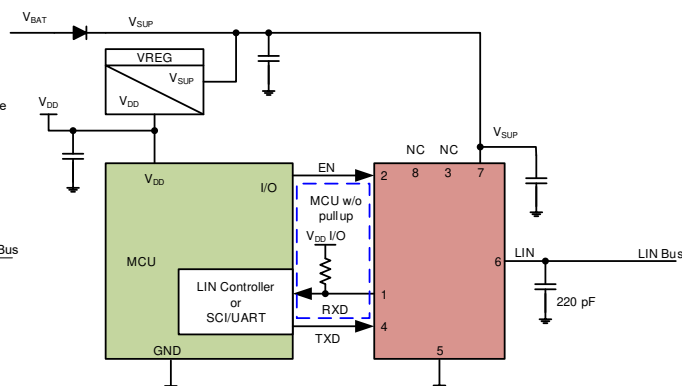 VBAT
VSUP
VREG
VSUP
VDD
e
VDD
VSUP
NC NC
EN
2 8 3 7
VDD
I/O
MCU w/o
pull up
VDD I/O
Bus
MCU
LIN
LIN Bus
6
LIN Controller
or
SCI/UART
1
RXD
220 pF
4
TXD
GND
5